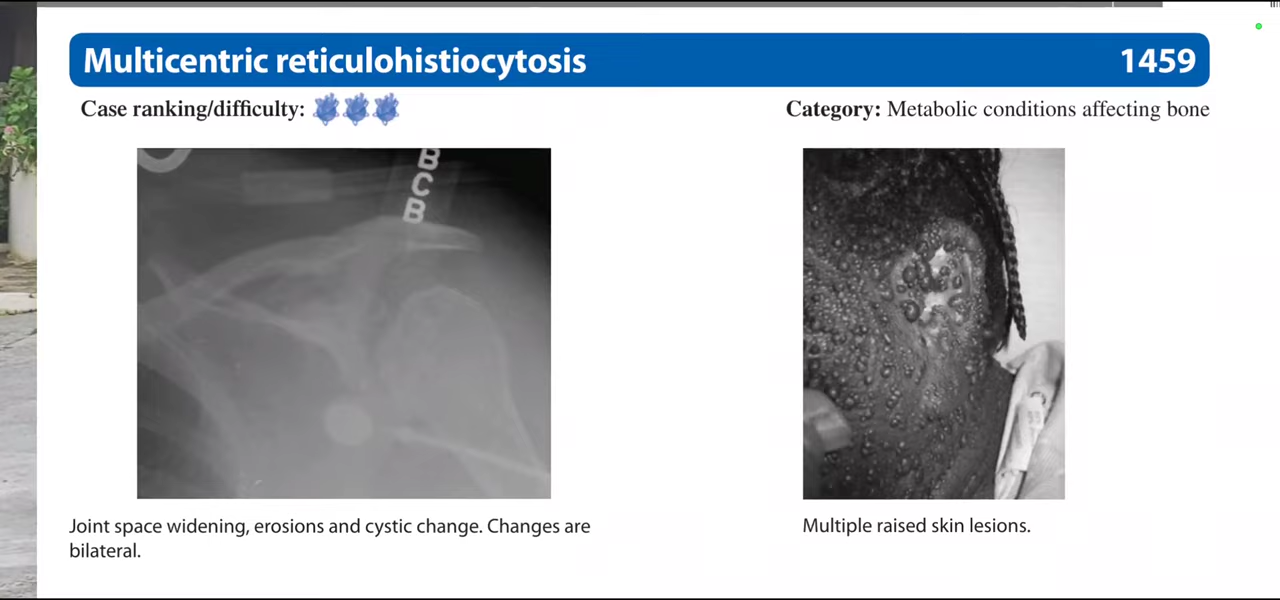 Multicentric reticulohistiocytosis 1459
Case ranking/difficulty: Category: Metabolic conditions affecting bone
BCB
Joint space widening, erosions and cystic change. Changes are
bilateral.
Multiple raised skin lesions.